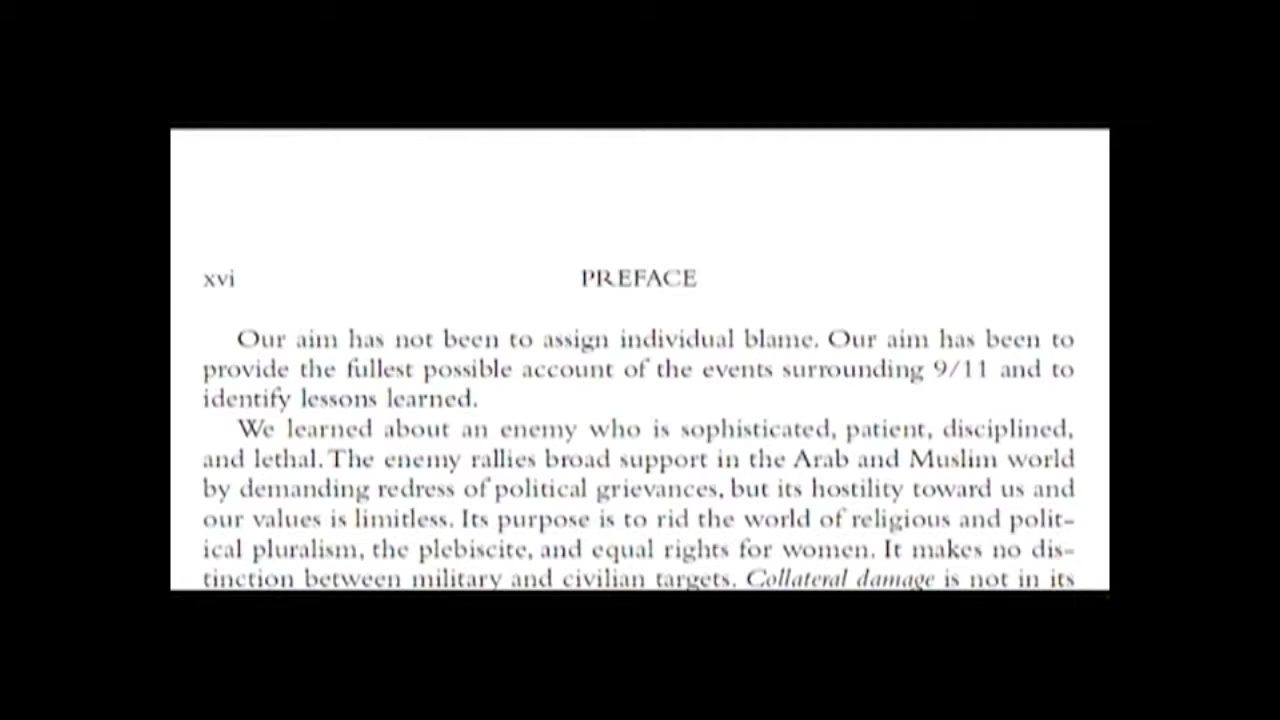 xvi PREFACE
Our aim has not been to assign individual blame. Our aim has been to
provide the fullest possible account of the events surrounding 9/11 and to
identify lessons learned.
We learned about an enemy who is sophisticated, patient, disciplined,
and lethal. The enemy rallies broad support in the Arab and Muslim world
by demanding redress of political grievances, but its hostility toward us and
our values is limitless. Its purpose is to rid the world of religious and polit-
ical pluralism, the plebiscite, and equal rights for women. It makes no dis-
tinction between military and civilian targets. Collateral damage is not in its